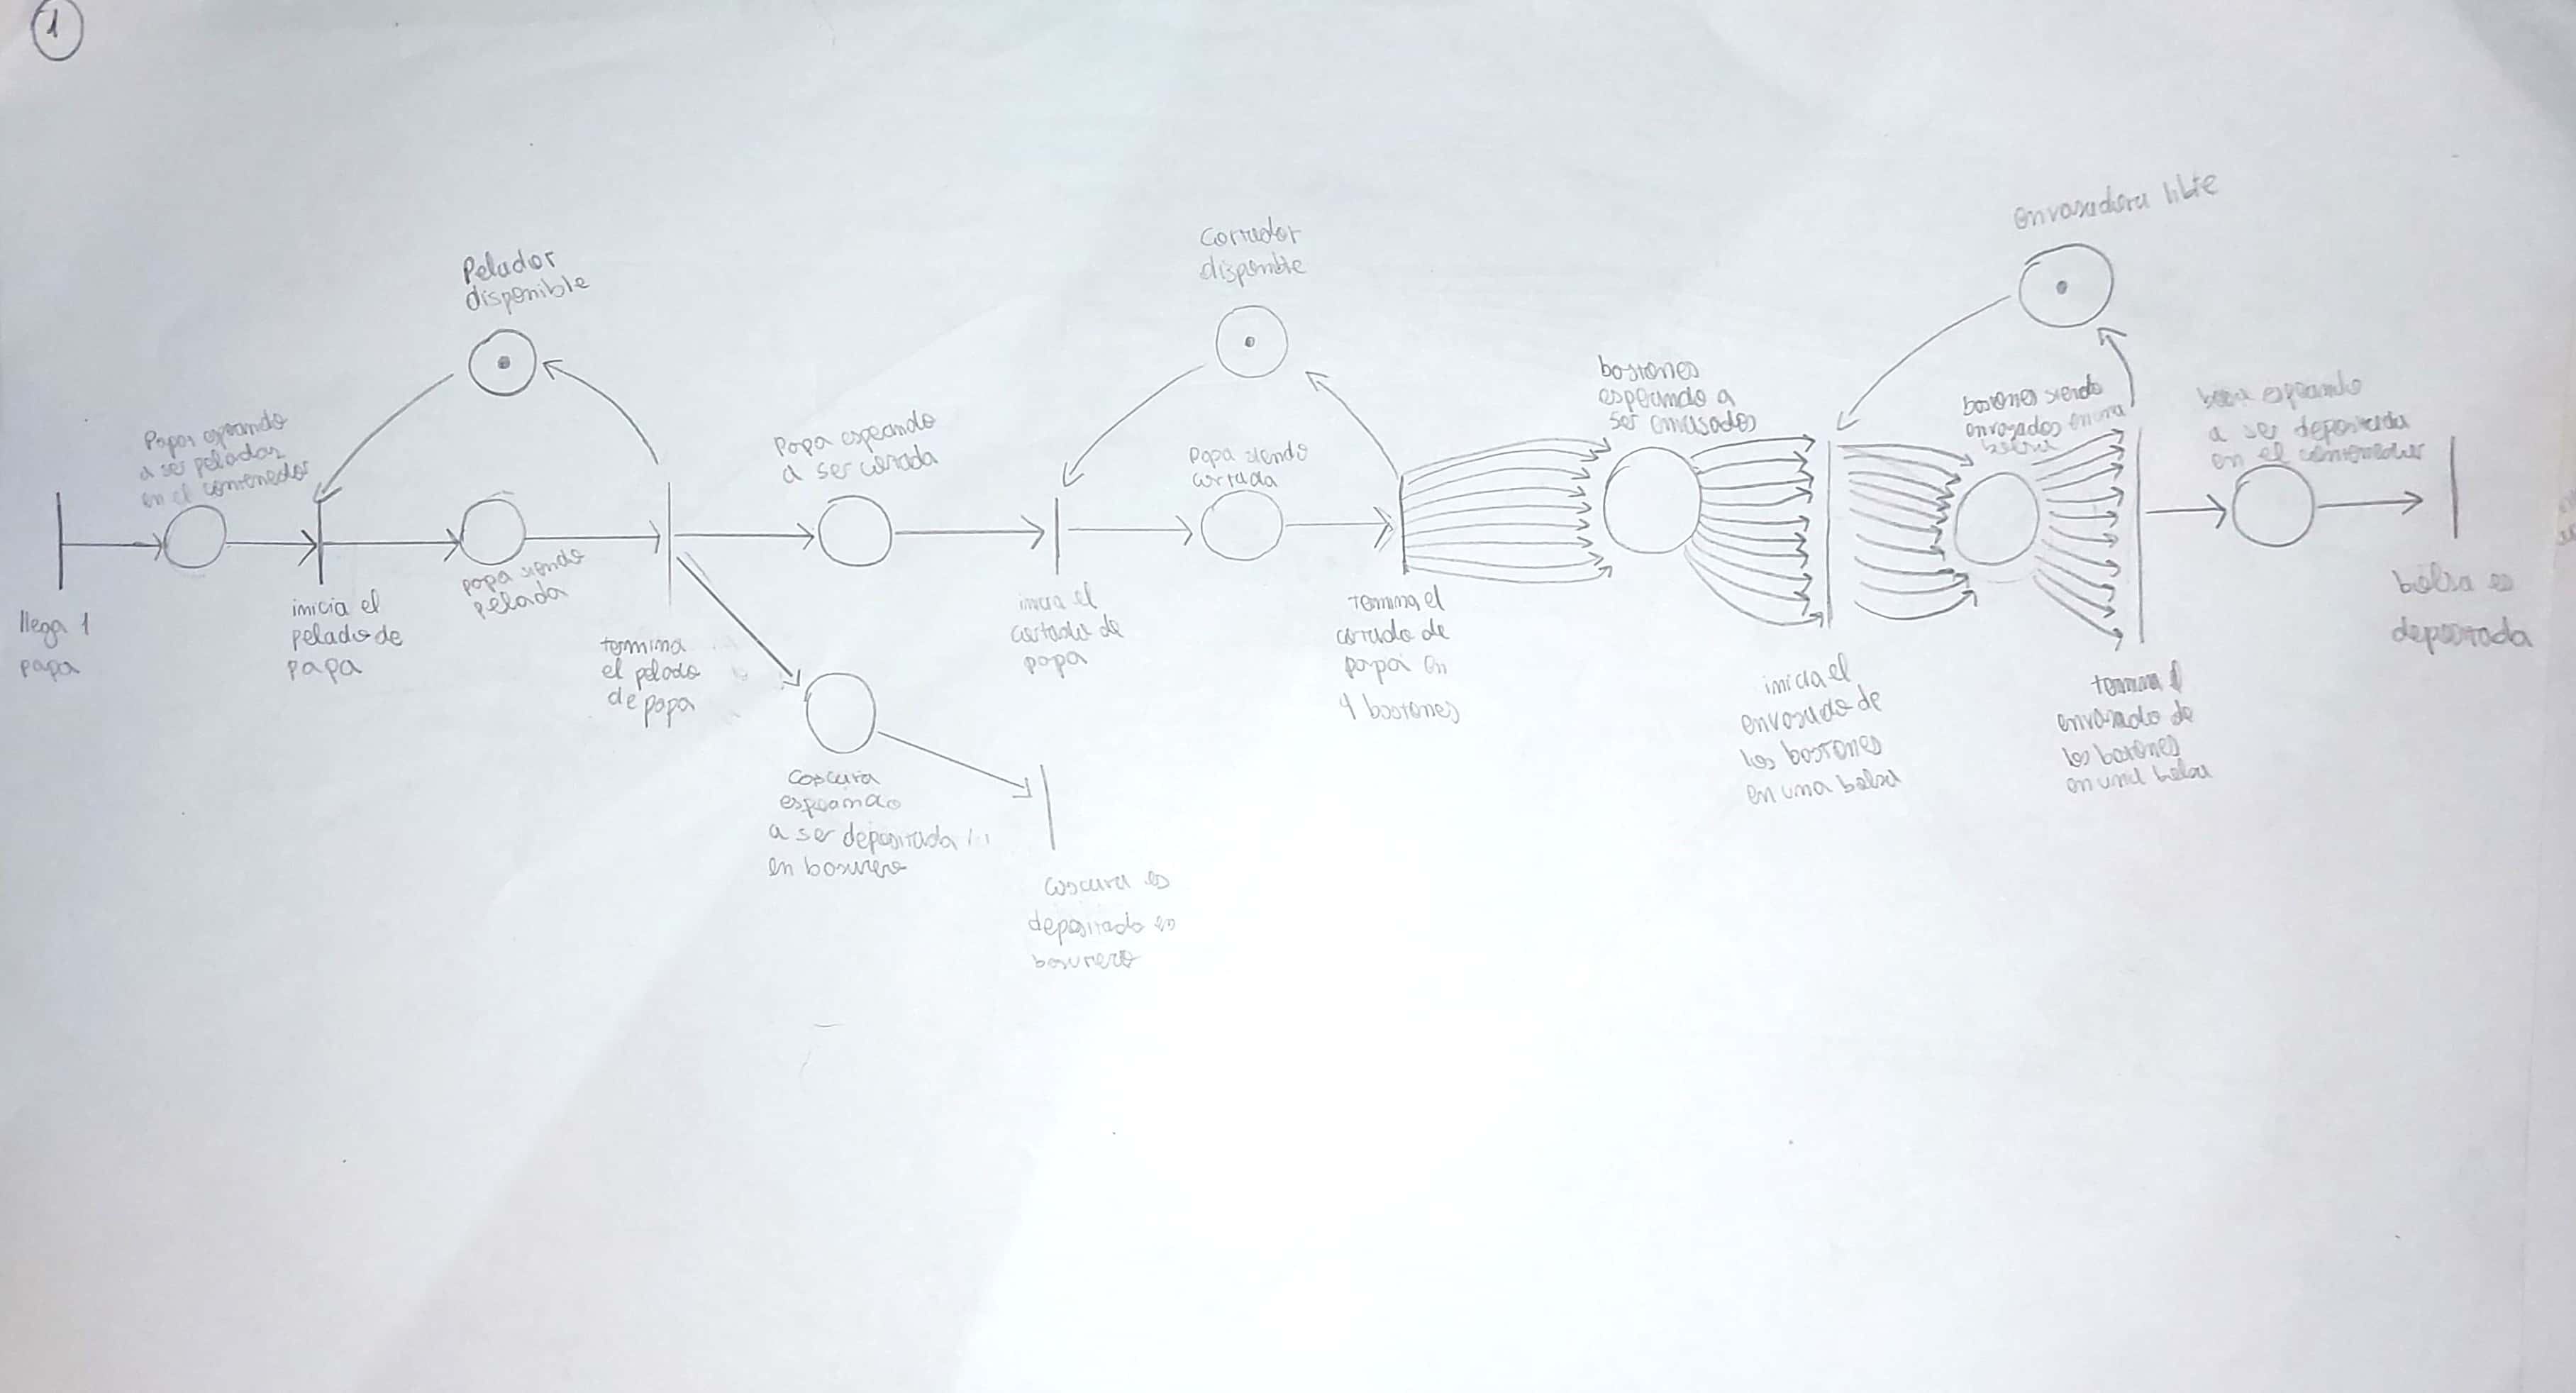 1
Pelador
disponible
Cortador
disponible
envasadora libre
Papas esperando
a ser peladas
en el contenedor
Papa esperando
a ser cortada
Papa siendo
cortada
bastones
esperando a
ser envasados
bastones siendo
envasados en una
bolsa
bolsa esperando
a ser depositada
en el contenedor
llega 1
papa
inicia el
pelado de
papa
papa siendo
pelada
termina
el pelado
de papa
inicia el
cortado de
papa
termina el
cortado de
papa en
9 bastones
inicia el
envasado de
los bastones
en una bolsa
termina el
envasado de
los bastones
en una bolsa
bolsa es
depositada
cascara
esperando
a ser depositada
en basurero
cascara es
depositada en
basurero